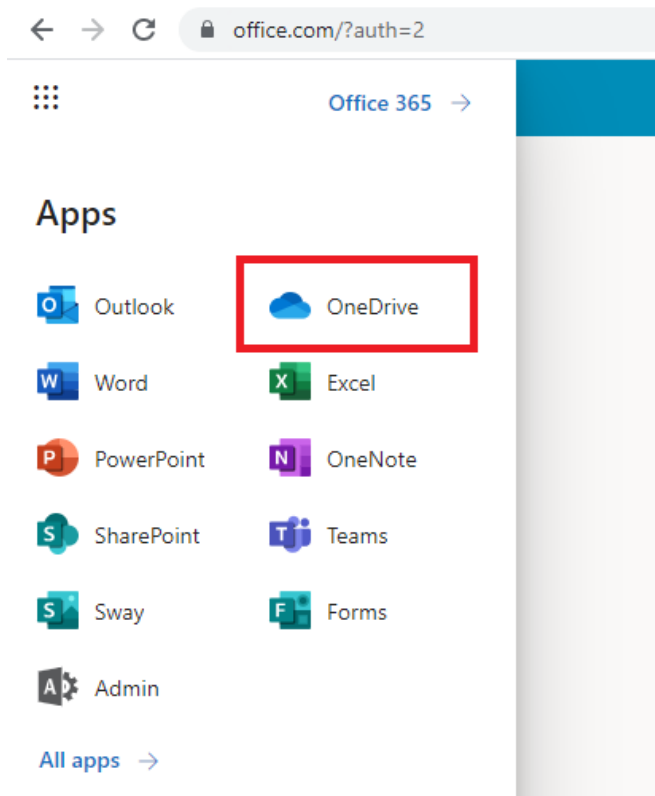 office.com/?auth=2
Office 365
Apps
Outlook OneDrive
Word Excel
PowerPoint OneNote
SharePoint Teams
Sway Forms
Admin
All apps